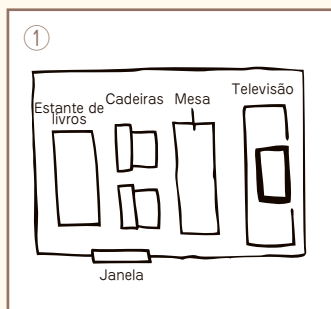 1
Estante de
livros
Cadeiras
Mesa
Televisão
Janela